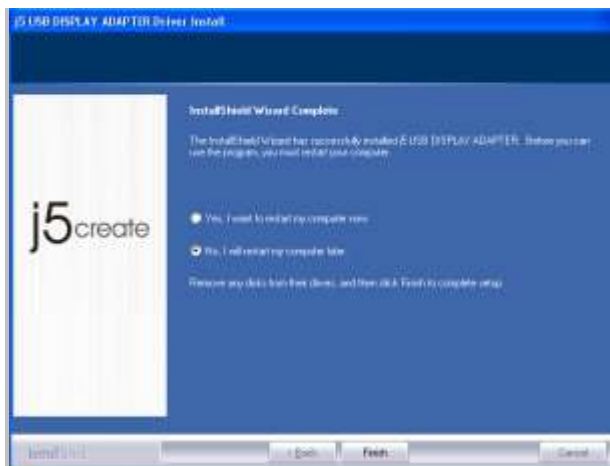 j5 USB DISPLAY ADAPTER Driver Install
InstallShield Wizard Complete
The InstallShield Wizard has successfully installed j5 USB DISPLAY ADAPTER. Before you can
use the program, you must restart your computer.
j5create
Yes, I want to restart my computer now.
No, I will restart my computer later.
Remove any disks from their drives, and then click Finish to complete setup.
InstallShield
< Back
Finish
Cancel